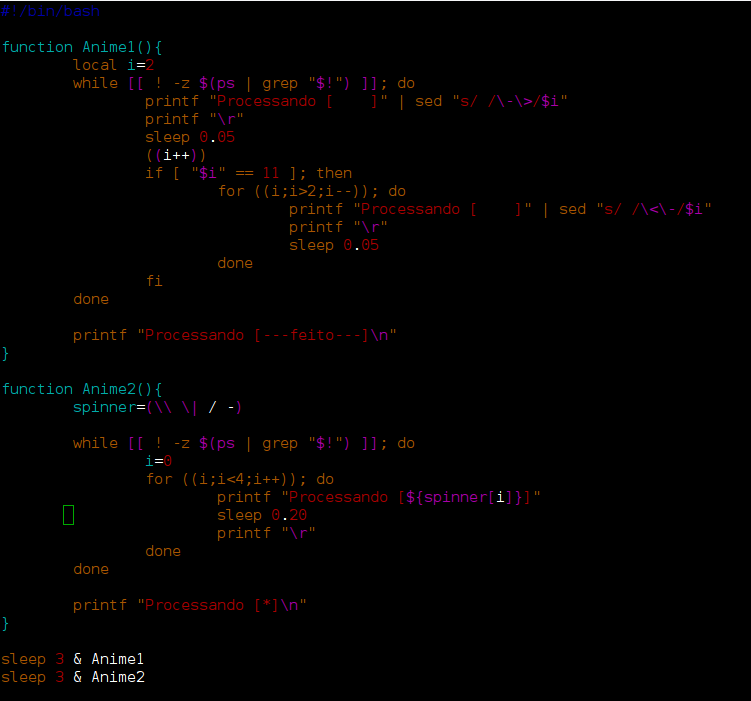 #!/bin/bash

function Anime1(){
        local i=2
        while [[ ! -z $(ps | grep "$!") ]]; do
                printf "Processando [    ]" | sed "s/ /\-\>/$i"
                printf "\r"
                sleep 0.05
                ((i++))
                if [ "$i" == 11 ]; then
                        for ((i;i>2;i--)); do
                                printf "Processando [    ]" | sed "s/ /\<\-/$i"
                                printf "\r"
                                sleep 0.05
                        done
                fi
        done

        printf "Processando [---feito---]\n"
}

function Anime2(){
        spinner=(\\ \| / -)

        while [[ ! -z $(ps | grep "$!") ]]; do
                i=0
                for ((i;i<4;i++)); do
                        printf "Processando [${spinner[i]}]"
                        sleep 0.20
                        printf "\r"
                done
        done

        printf "Processando [*]\n"
}

sleep 3 & Anime1
sleep 3 & Anime2